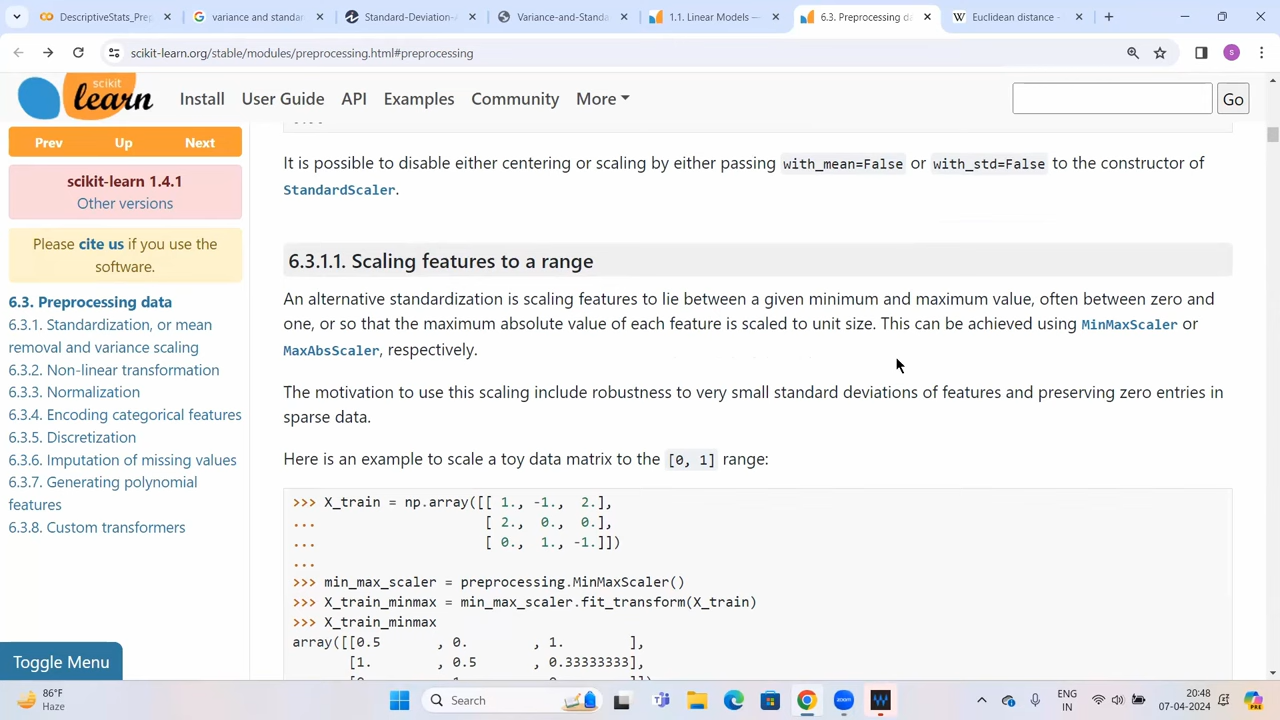 DescriptiveStats_Prep
variance and standar
Standard-Deviation-A
Variance-and-Standa
1.1. Linear Models —
6.3. Preprocessing da
Euclidean distance -
scikit-learn.org/stable/modules/preprocessing.html#preprocessing
scikit
learn
Install User Guide API Examples Community More
Go
Prev Up Next
scikit-learn 1.4.1
Other versions
Please cite us if you use the
software.
6.3. Preprocessing data
6.3.1. Standardization, or mean
removal and variance scaling
6.3.2. Non-linear transformation
6.3.3. Normalization
6.3.4. Encoding categorical features
6.3.5. Discretization
6.3.6. Imputation of missing values
6.3.7. Generating polynomial
features
6.3.8. Custom transformers
Toggle Menu
It is possible to disable either centering or scaling by either passing with_mean=False or with_std=False to the constructor of
StandardScaler.
6.3.1.1. Scaling features to a range
An alternative standardization is scaling features to lie between a given minimum and maximum value, often between zero and
one, or so that the maximum absolute value of each feature is scaled to unit size. This can be achieved using MinMaxScaler or
MaxAbsScaler, respectively.
The motivation to use this scaling include robustness to very small standard deviations of features and preserving zero entries in
sparse data.
Here is an example to scale a toy data matrix to the [0, 1] range:
>>> X_train = np.array([[ 1., -1., 2.],
... [ 2., 0., 0.],
... [ 0., 1., -1.]])
...
>>> min_max_scaler = preprocessing.MinMaxScaler()
>>> X_train_minmax = min_max_scaler.fit_transform(X_train)
>>> X_train_minmax
array([[0.5 , 0. , 1. ],
[1. , 0.5 , 0.33333333],
86°F
Haze
Search
ENG
IN
20:48
07-04-2024